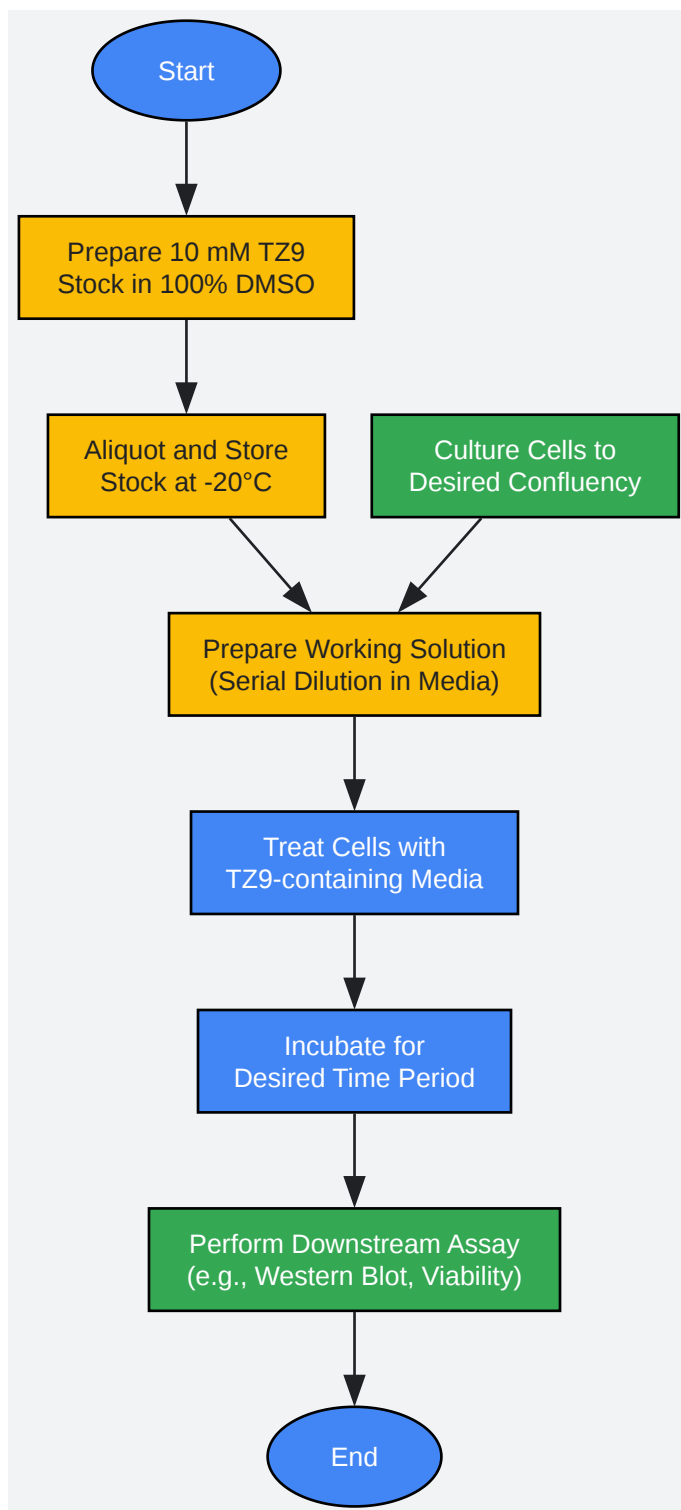 Start
Prepare 10 mM TZ9
Stock in 100% DMSO
Aliquot and Store
Stock at -20°C
Culture Cells to
Desired Confluency
Prepare Working Solution
(Serial Dilution in Media)
Treat Cells with
TZ9-containing Media
Incubate for
Desired Time Period
Perform Downstream Assay
(e.g., Western Blot, Viability)
End